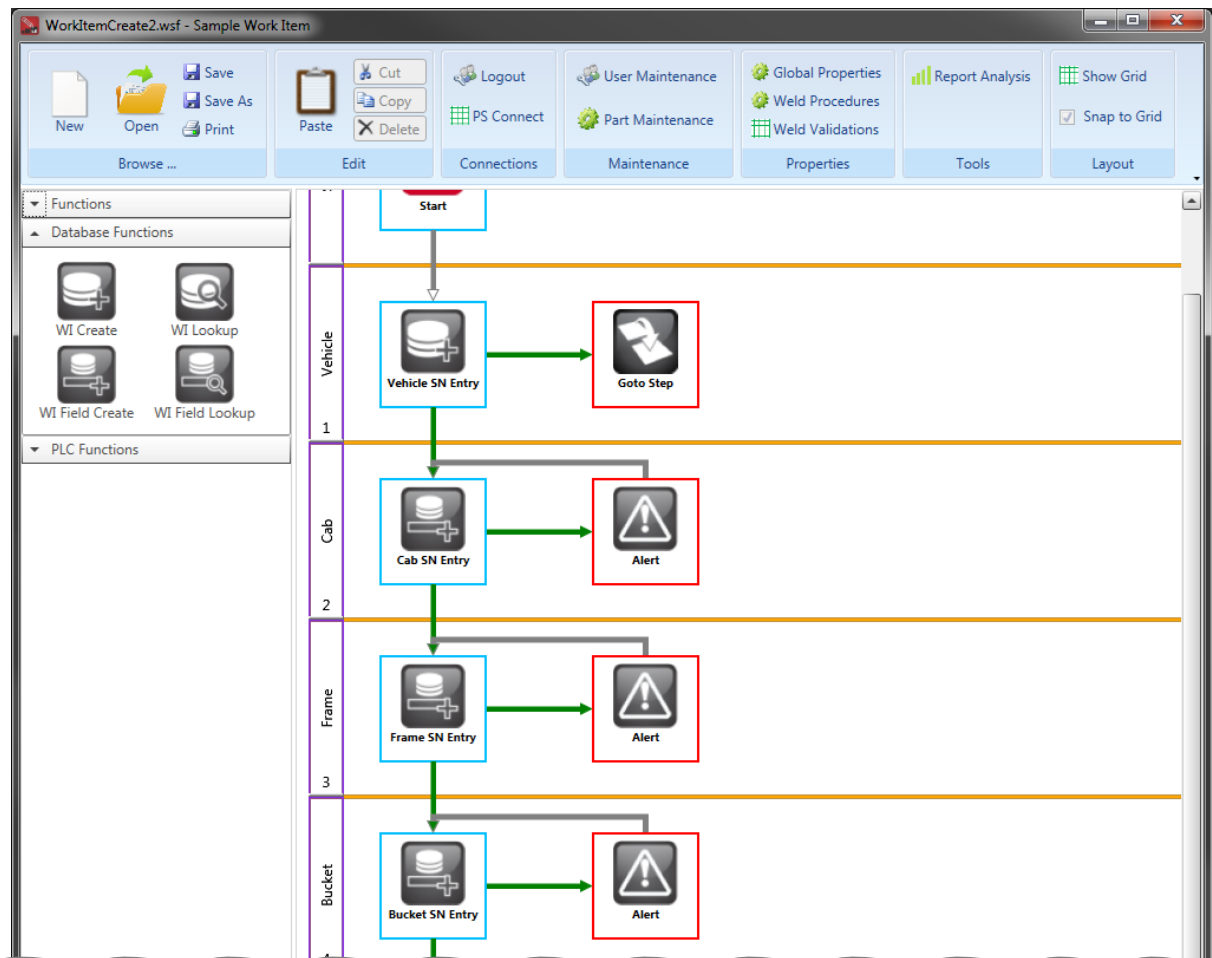 WorkItemCreate2.wsf - Sample Work Item
New
Open
Save
Save As
Print
Browse ...
Paste
Cut
Copy
Delete
Edit
Logout
PS Connect
Connections
User Maintenance
Part Maintenance
Maintenance
Global Properties
Weld Procedures
Weld Validations
Properties
Report Analysis
Tools
Show Grid
Snap to Grid
Layout
Functions
Database Functions
WI Create
WI Lookup
WI Field Create
WI Field Lookup
PLC Functions
Start
Vehicle
1
Vehicle SN Entry
Goto Step
Cab
2
Cab SN Entry
Alert
Frame
3
Frame SN Entry
Alert
Bucket
Bucket SN Entry
Alert